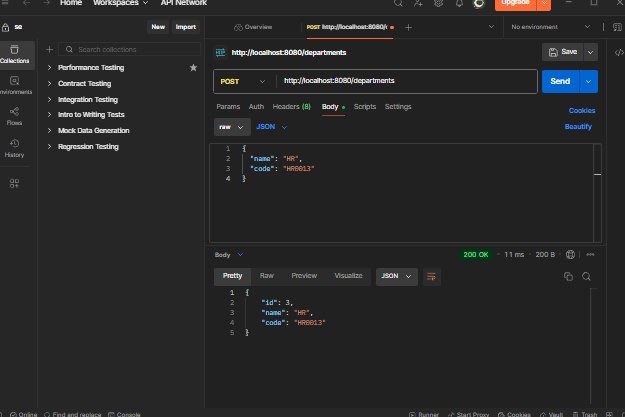 Home Workspaces API Network Upgrade
se New Import
Overview POST http://localhost:8080/ No environment
Collections
Search collections
http://localhost:8080/departments Save
Performance Testing
Contract Testing
Integration Testing
Intro to Writing Tests
Mock Data Generation
Regression Testing
nvironments
Flows
History
POST http://localhost:8080/departments Send
Params Auth Headers (8) Body Scripts Settings Cookies
raw JSON Beautify
1 {
2 "name": "HR",
3 "code": "HR0013"
4 }
Body 200 OK 11 ms 200 B
Pretty Raw Preview Visualize JSON
1 {
2 "id": 3,
3 "name": "HR",
4 "code": "HR0013"
5 }
Online Find and replace Console Runner Start Proxy Cookies Vault Trash